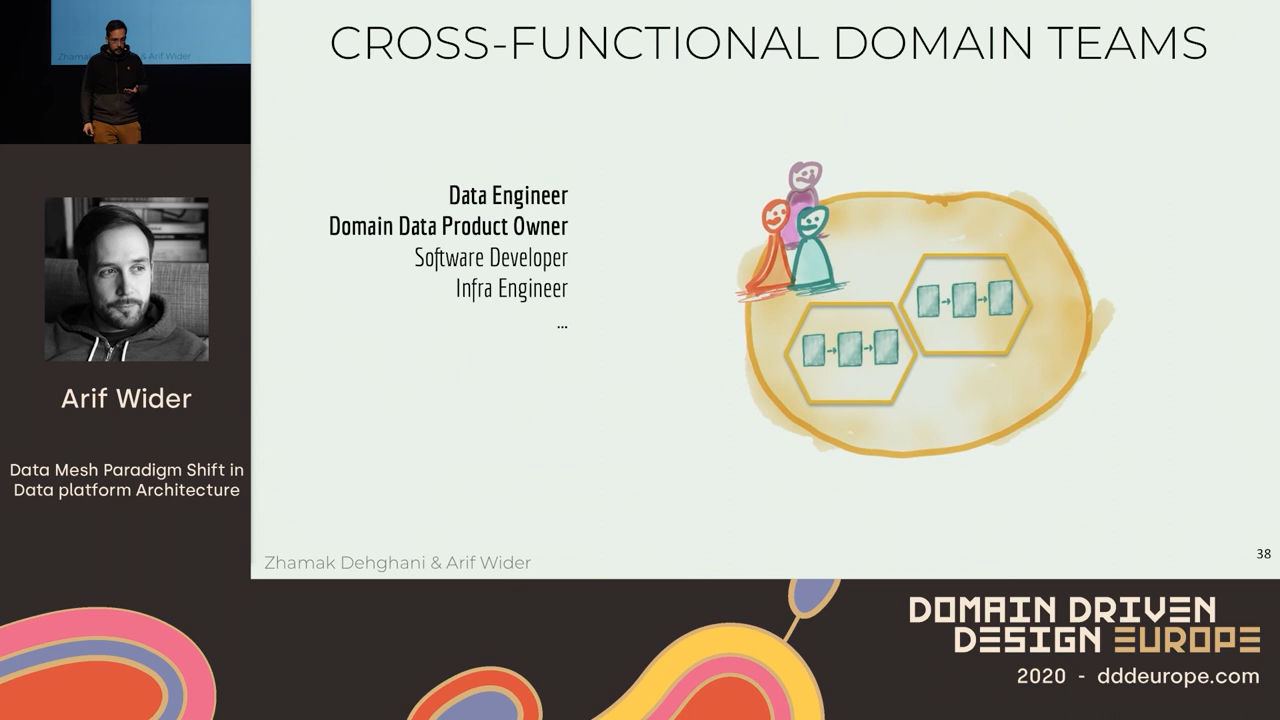 CROSS-FUNCTIONAL DOMAIN TEAMS
Data Engineer
Domain Data Product Owner
Software Developer
Infra Engineer
...
Zhamak Dehghani & Arif Wider
38
Arif Wider
Data Mesh Paradigm Shift in
Data platform Architecture
DOMAIN DRIVEN
DESIGN EUROPE
2020 - dddeurope.com